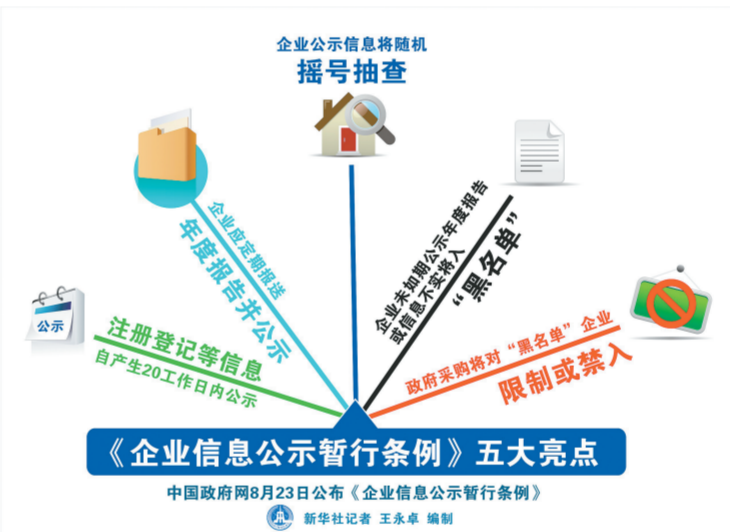 企业公示信息将随机
摇号抽查
企业应定期报送
年度报告并公示
企业未如期公示年度报告
或信息不实将入
“黑名单”
公示
注册登记等信息
自产生20工作日内公示
政府采购将对“黑名单”企业
限制或禁入
《企业信息公示暂行条例》五大亮点
中国政府网8月23日公布《企业信息公示暂行条例》
新华社记者 王永卓 编制